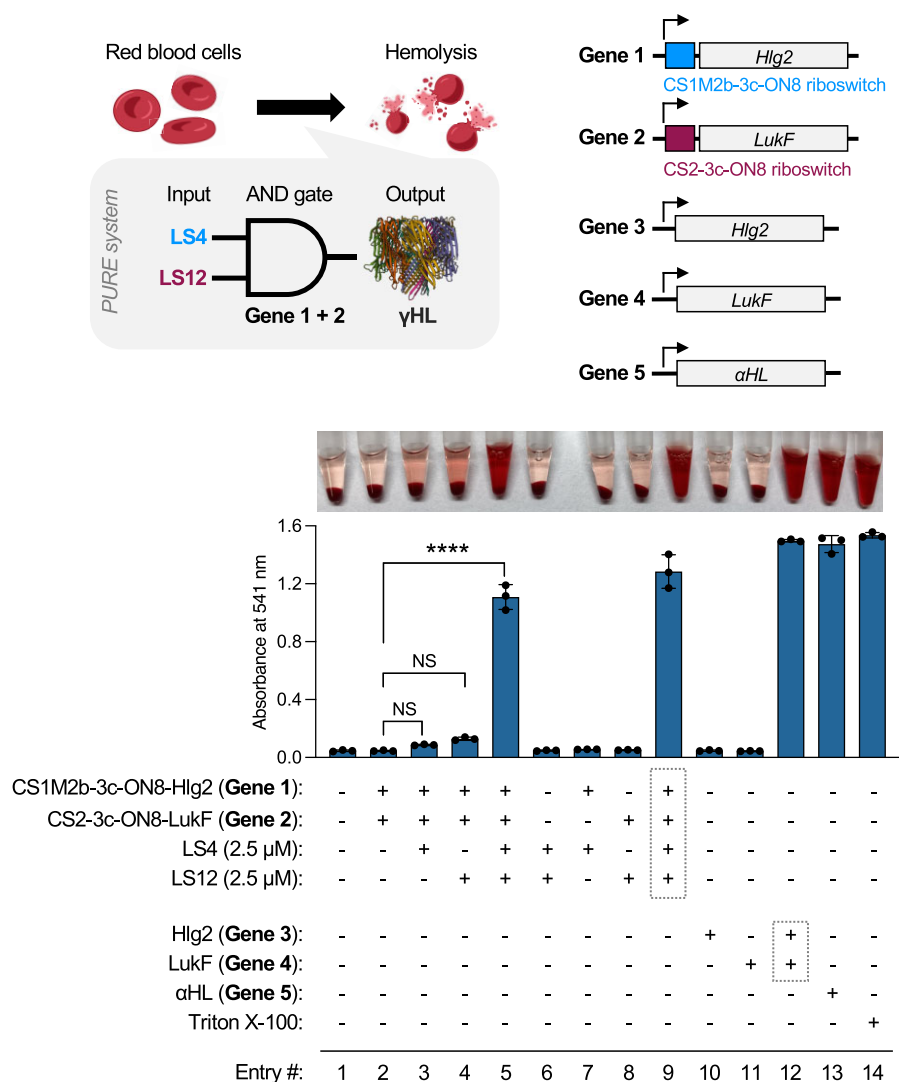 Red blood cells
Hemolysis
PURE system
Input
AND gate
Output
LS4
LS12
Gene 1 + 2
γHL
Gene 1
Hlg2
CS1M2b-3c-ON8 riboswitch
Gene 2
LukF
CS2-3c-ON8 riboswitch
Gene 3
Hlg2
Gene 4
LukF
Gene 5
αHL
Absorbance at 541 nm
1.6
1.2
0.8
0.4
0.0
****
NS
NS
CS1M2b-3c-ON8-Hlg2 (Gene 1): - + + + + - + - + - - - - -
CS2-3c-ON8-LukF (Gene 2): - + + + + - - + + - - - - -
LS4 (2.5 μM): - - + - + + + - + - - - - -
LS12 (2.5 μM): - - - + + + - + + - - - - -
Hlg2 (Gene 3): - - - - - - - - - + - + - -
LukF (Gene 4): - - - - - - - - - - + + - -
αHL (Gene 5): - - - - - - - - - - - - + -
Triton X-100: - - - - - - - - - - - - - +
Entry #: 1 2 3 4 5 6 7 8 9 10 11 12 13 14